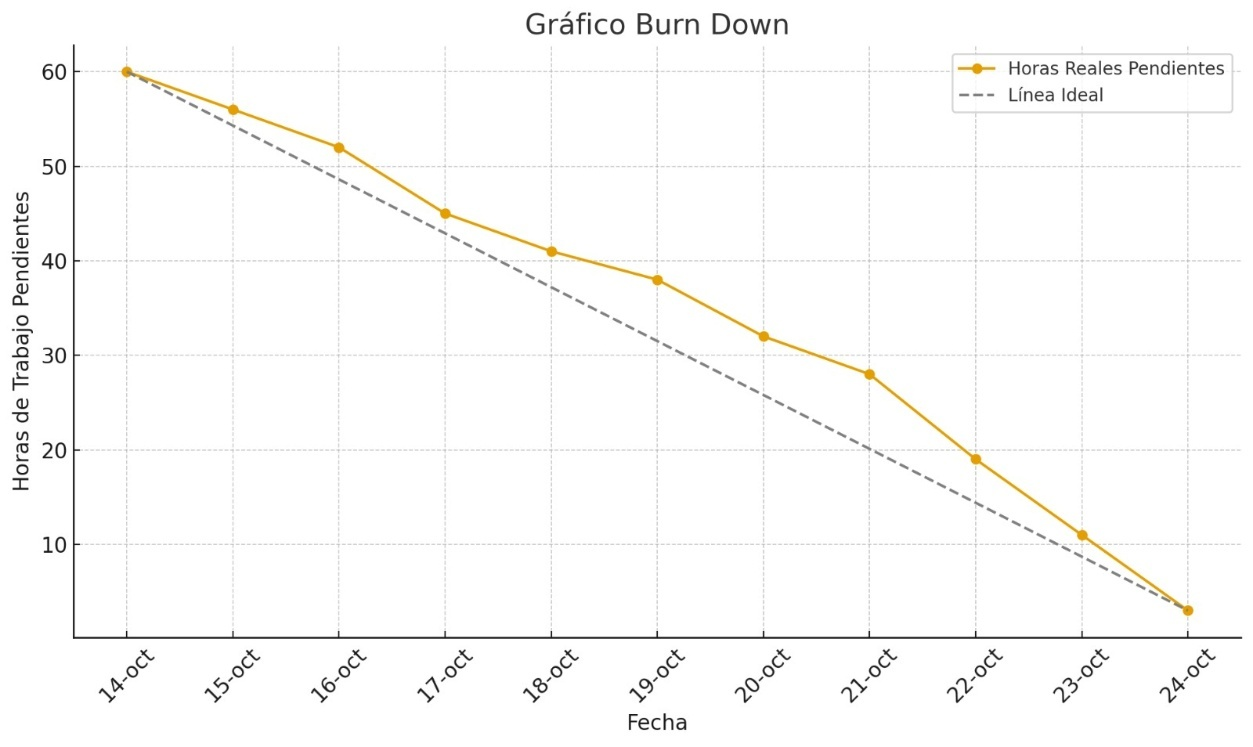 Gráfico Burn Down
Horas Reales Pendientes
Línea Ideal
Horas de Trabajo Pendientes
60
50
40
30
20
10
14-oct
15-oct
16-oct
17-oct
18-oct
19-oct
20-oct
21-oct
22-oct
23-oct
24-oct
Fecha